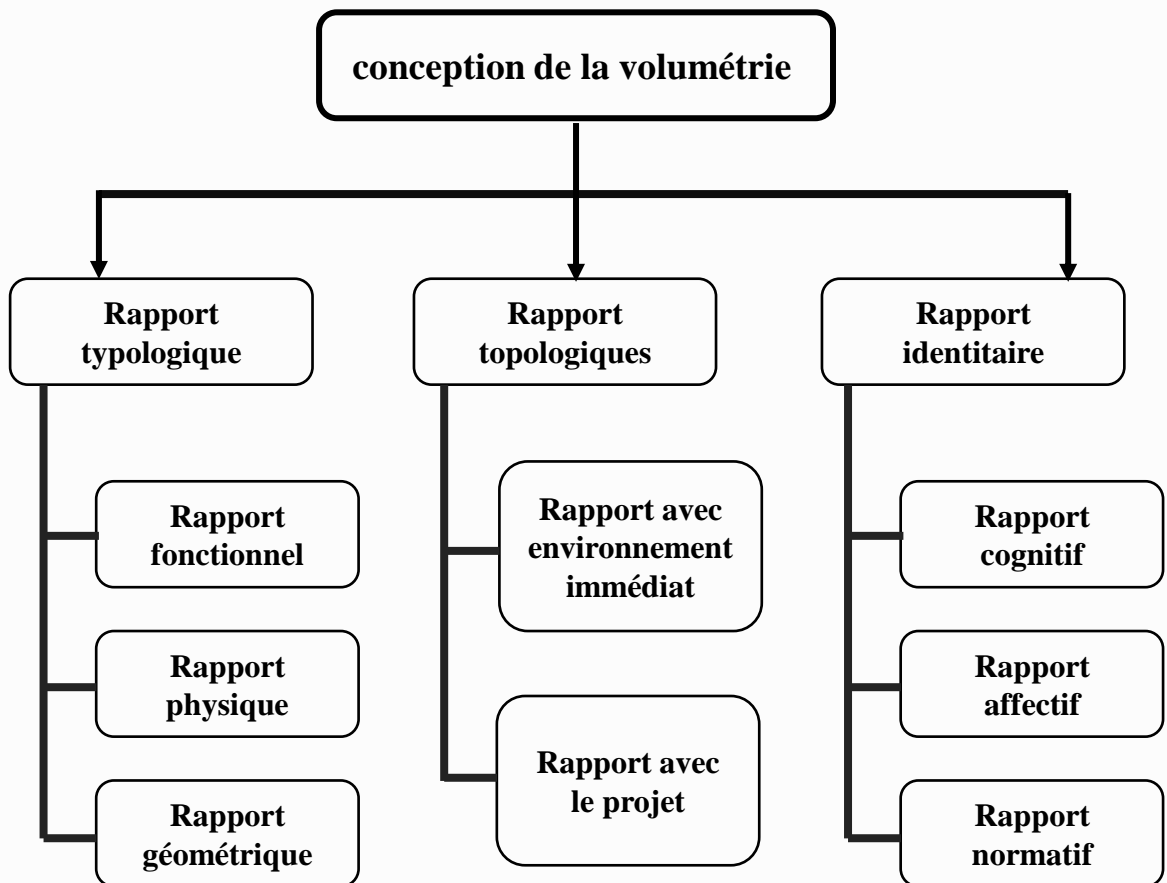 conception de la volumétrie
Rapport
typologique
Rapport
fonctionnel
Rapport
physique
Rapport
géométrique
Rapport
topologiques
Rapport avec
environnement
immédiat
Rapport avec
le projet
Rapport
identitaire
Rapport
cognitif
Rapport
affectif
Rapport
normatif